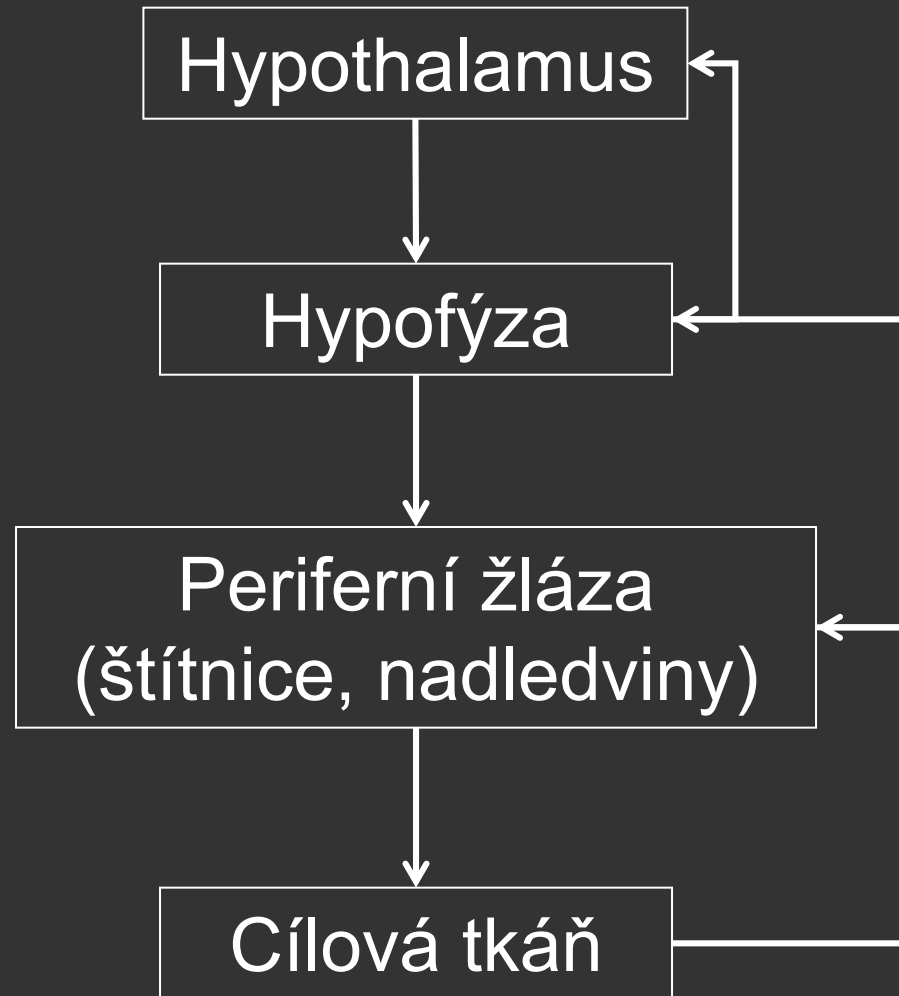 Hypothalamus
Hypofýza
Periferní žláza
(štítnice, nadledviny)
Cílová tkáň